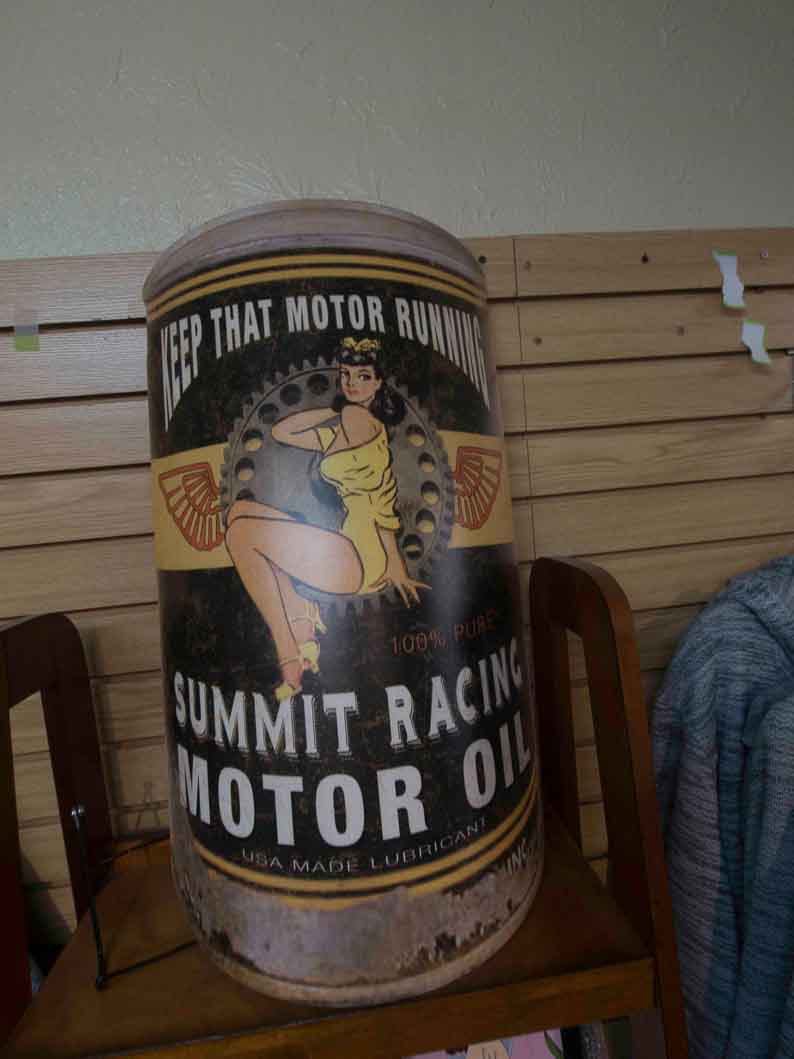 KEEP THAT MOTOR RUNNING
100% PURE
SUMMIT RACING
MOTOR OIL
USA MADE LUBRICANT